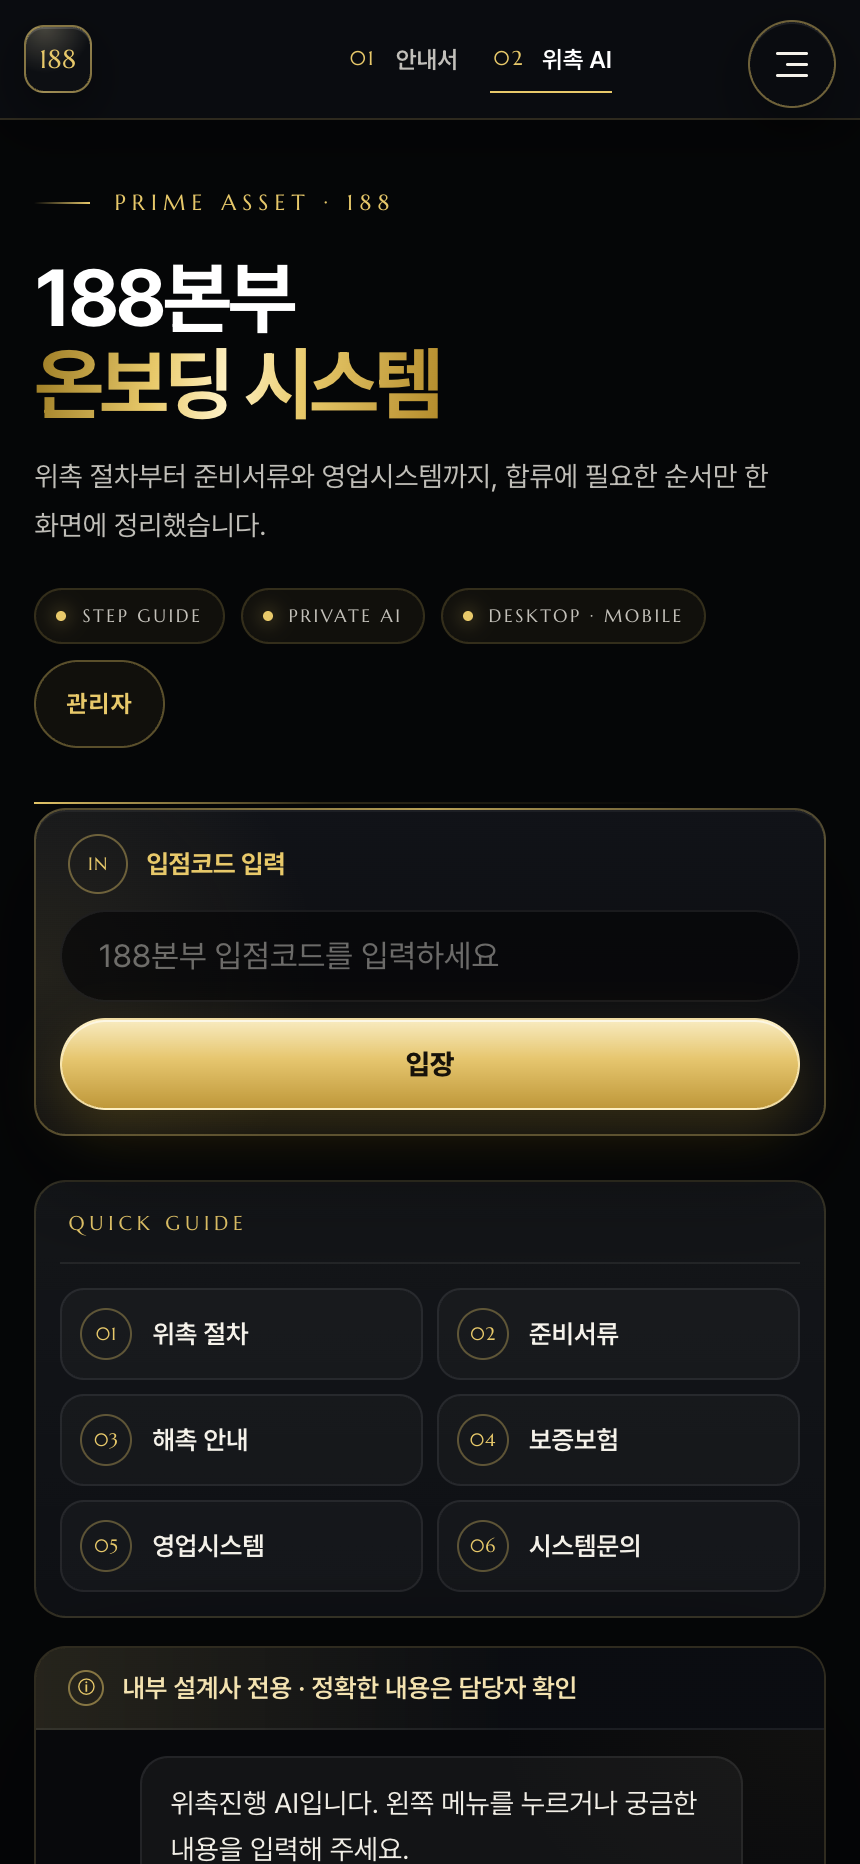 188
01 안내서
02 위촉 AI
PRIME ASSET · 188
188본부
온보딩 시스템
위촉 절차부터 준비서류와 영업시스템까지, 합류에 필요한 순서만 한
화면에 정리했습니다.
STEP GUIDE
PRIVATE AI
DESKTOP · MOBILE
관리자
IN 입점코드 입력
188본부 입점코드를 입력하세요
입장
QUICK GUIDE
01 위촉 절차
02 준비서류
03 해촉 안내
04 보증보험
05 영업시스템
06 시스템문의
ⓘ 내부 설계사 전용 · 정확한 내용은 담당자 확인
위촉진행 AI입니다. 왼쪽 메뉴를 누르거나 궁금한
내용을 입력해 주세요.